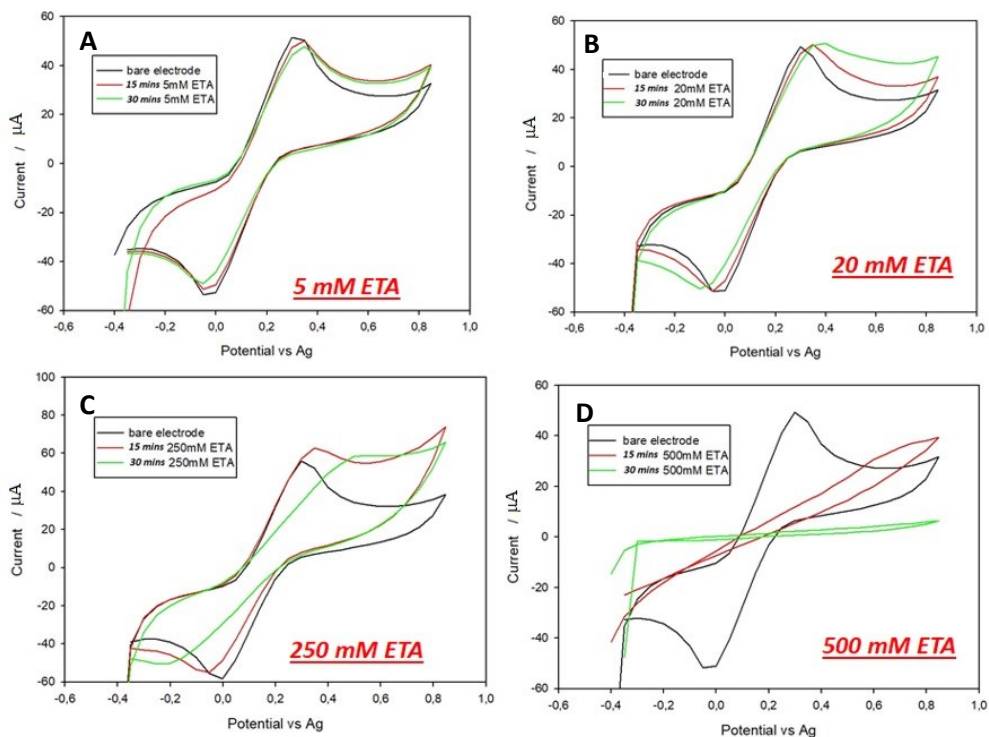 A
60
40
20
0
-20
-40
-60
Current / µA
bare electrode
15 mins 5mM ETA
30 mins 5mM ETA
5 mM ETA
-0,6 -0,4 -0,2 0,0 0,2 0,4 0,6 0,8 1,0
Potential vs Ag
B
60
40
20
0
-20
-40
-60
Current / µA
bare electrode
15 mins 20mM ETA
30 mins 20mM ETA
20 mM ETA
-0,6 -0,4 -0,2 0,0 0,2 0,4 0,6 0,8 1,0
Potential vs Ag
C
100
80
60
40
20
0
-20
-40
-60
Current / µA
bare electrode
15 mins 250mM ETA
30 mins 250mM ETA
250 mM ETA
-0,6 -0,4 -0,2 0,0 0,2 0,4 0,6 0,8 1,0
Potential vs Ag
D
60
40
20
0
-20
-40
-60
Current / µA
bare electrode
15 mins 500mM ETA
30 mins 500mM ETA
500 mM ETA
-0,6 -0,4 -0,2 0,0 0,2 0,4 0,6 0,8 1,0
Potential vs Ag